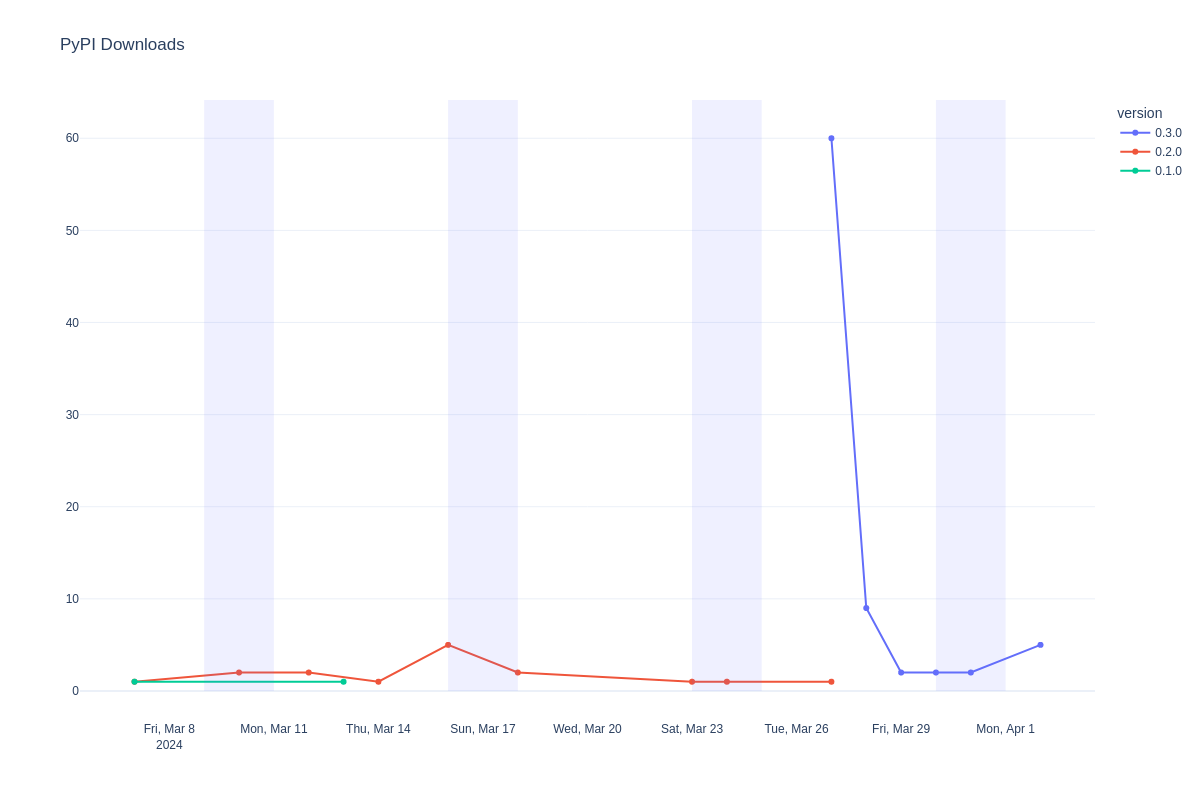 PyPI Downloads
version
0.3.0
0.2.0
0.1.0
60
50
40
30
20
10
0
Fri, Mar 8
2024
Mon, Mar 11
Thu, Mar 14
Sun, Mar 17
Wed, Mar 20
Sat, Mar 23
Tue, Mar 26
Fri, Mar 29
Mon, Apr 1